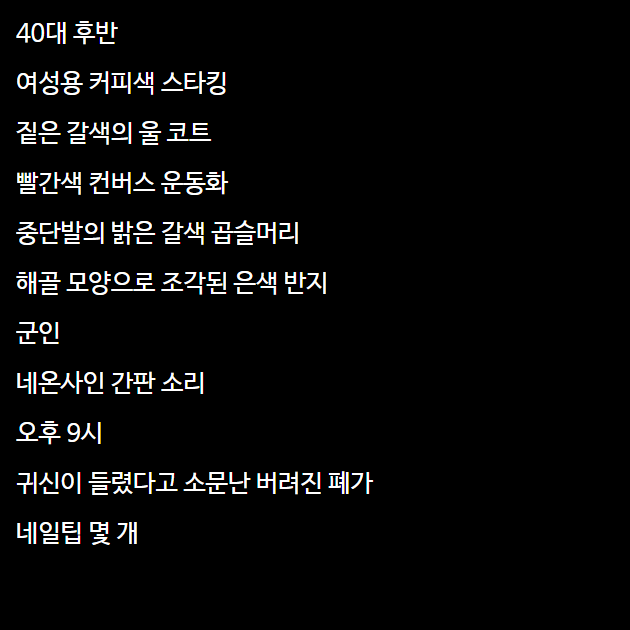 40대 후반
여성용 커피색 스타킹
짙은 갈색의 울 코트
빨간색 컨버스 운동화
중단발의 밝은 갈색 곱슬머리
해골 모양으로 조각된 은색 반지
군인
네온사인 간판 소리
오후 9시
귀신이 들렸다고 소문난 버려진 폐가
네일팁 몇 개